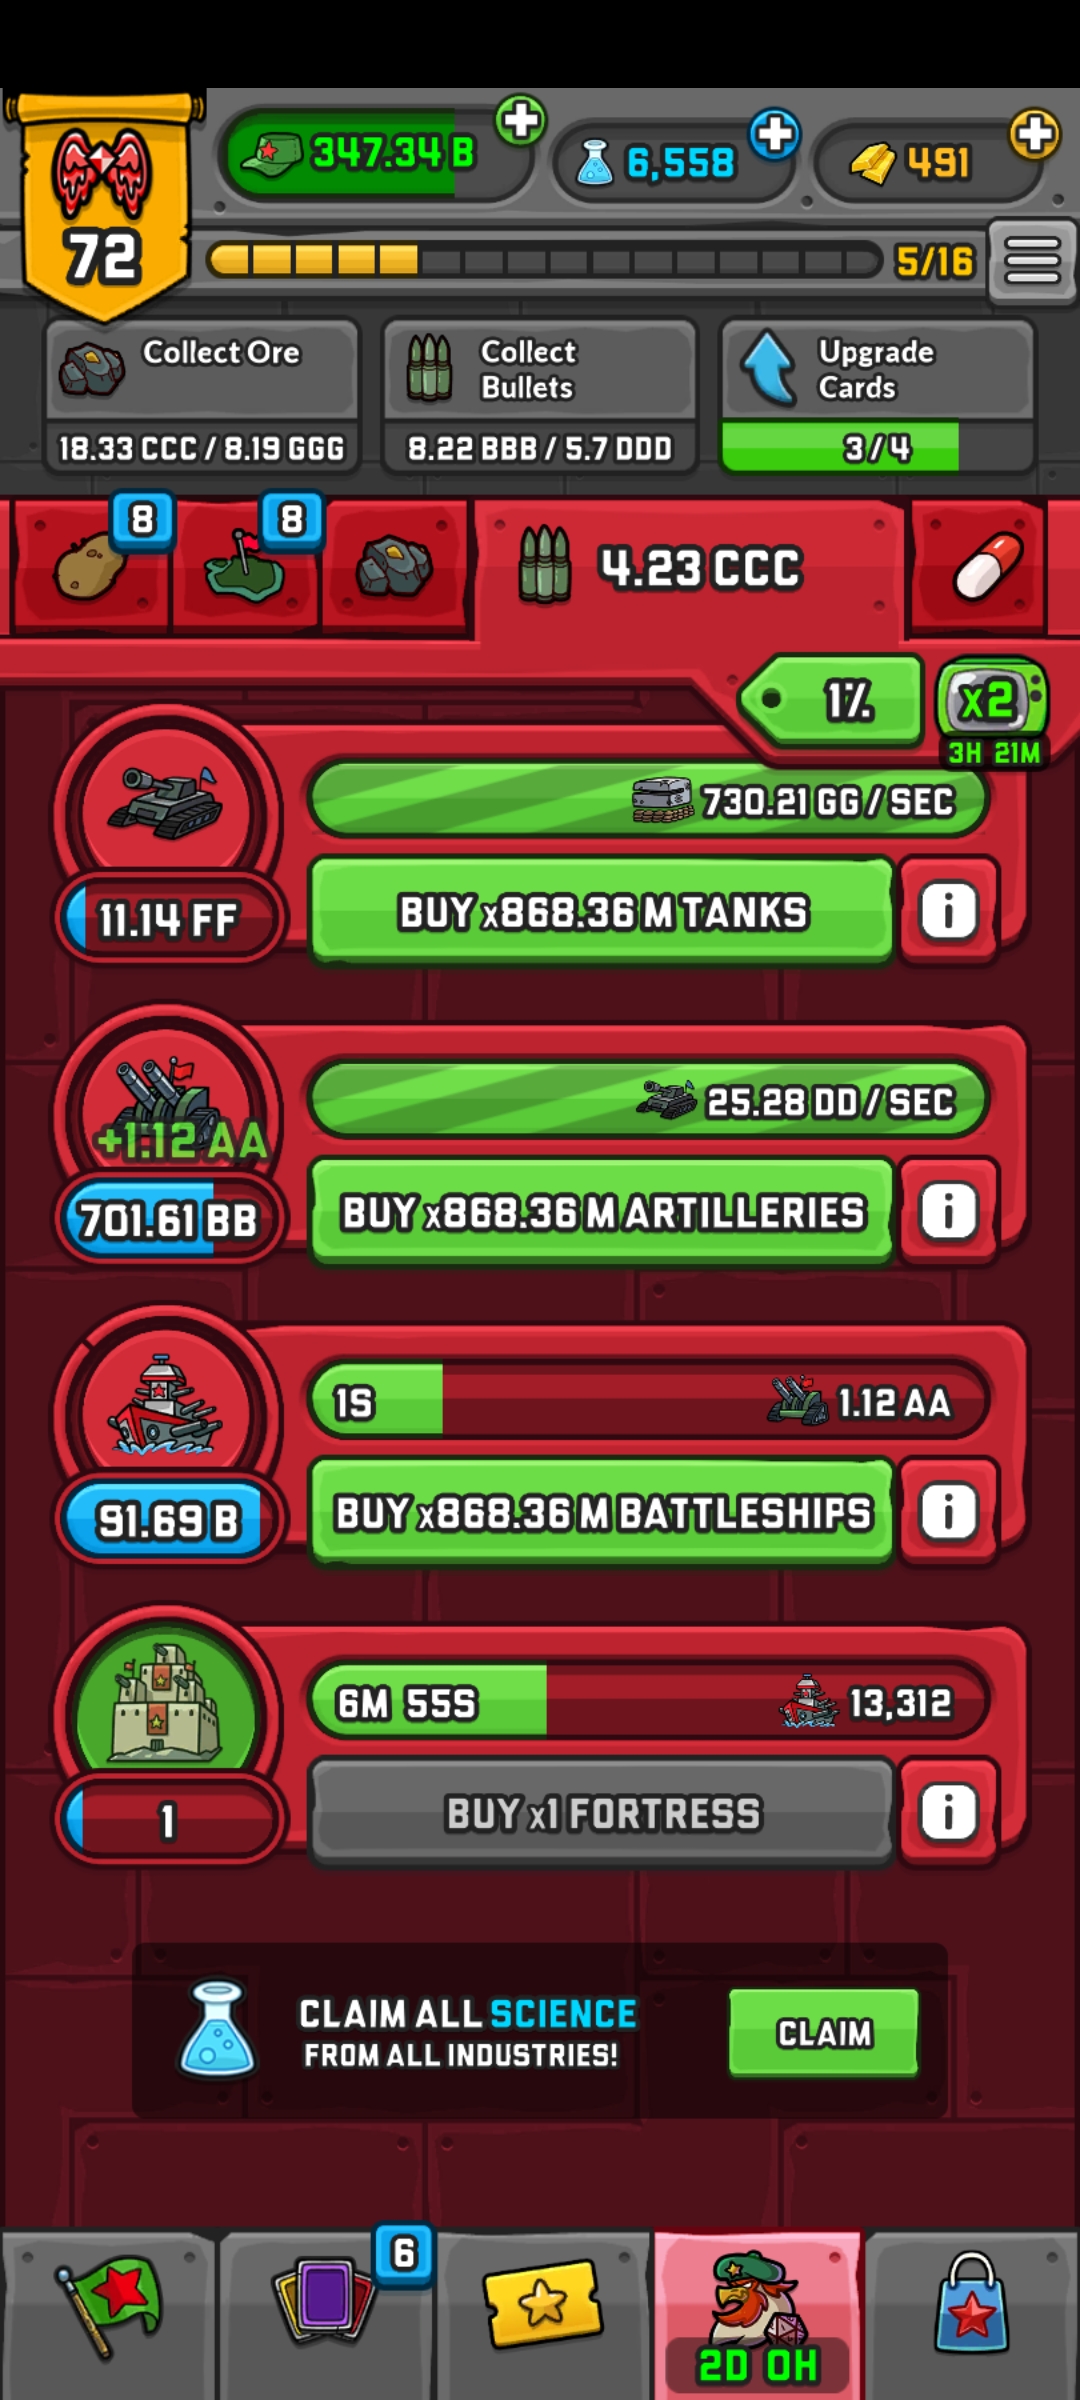 72
347.34 B
6,558
491
5/16
Collect Ore
18.33 CCC / 8.19 GGG
Collect
Bullets
8.22 BBB / 5.7 DDD
Upgrade
Cards
3/4
8
8
4.23 CCC
1%
x2
3H 21M
730.21 GG / SEC
11.14 FF
BUY x868.36 M TANKS
i
25.28 DD / SEC
+1.12 AA
701.61 BB
BUY x868.36 M ARTILLERIES
i
1S
1.12 AA
91.69 B
BUY x868.36 M BATTLESHIPS
i
6M 55S
13,312
1
BUY x1 FORTRESS
i
CLAIM ALL SCIENCE
FROM ALL INDUSTRIES!
CLAIM
6
2D 0H